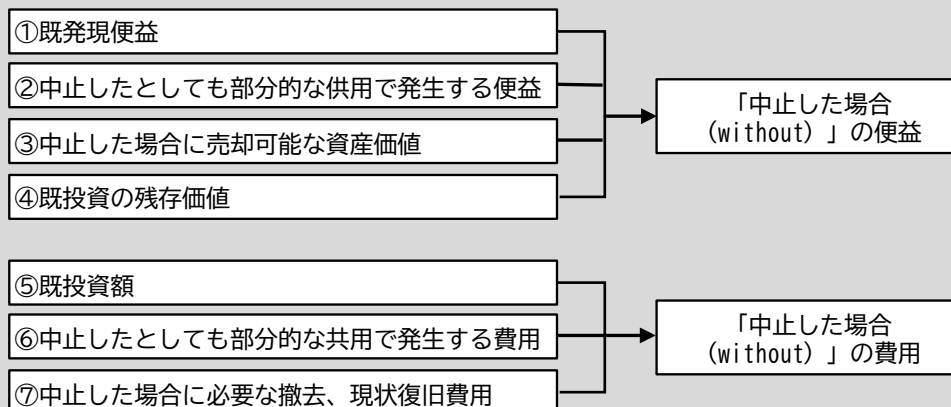 ①既発現便益
②中止したとしても部分的な供用で発生する便益
③中止した場合に売却可能な資産価値
④既投資の残存価値
「中止した場合
(without)」の便益
⑤既投資額
⑥中止したとしても部分的な共用で発生する費用
⑦中止した場合に必要な撤去、現状復旧費用
「中止した場合
(without)」の費用